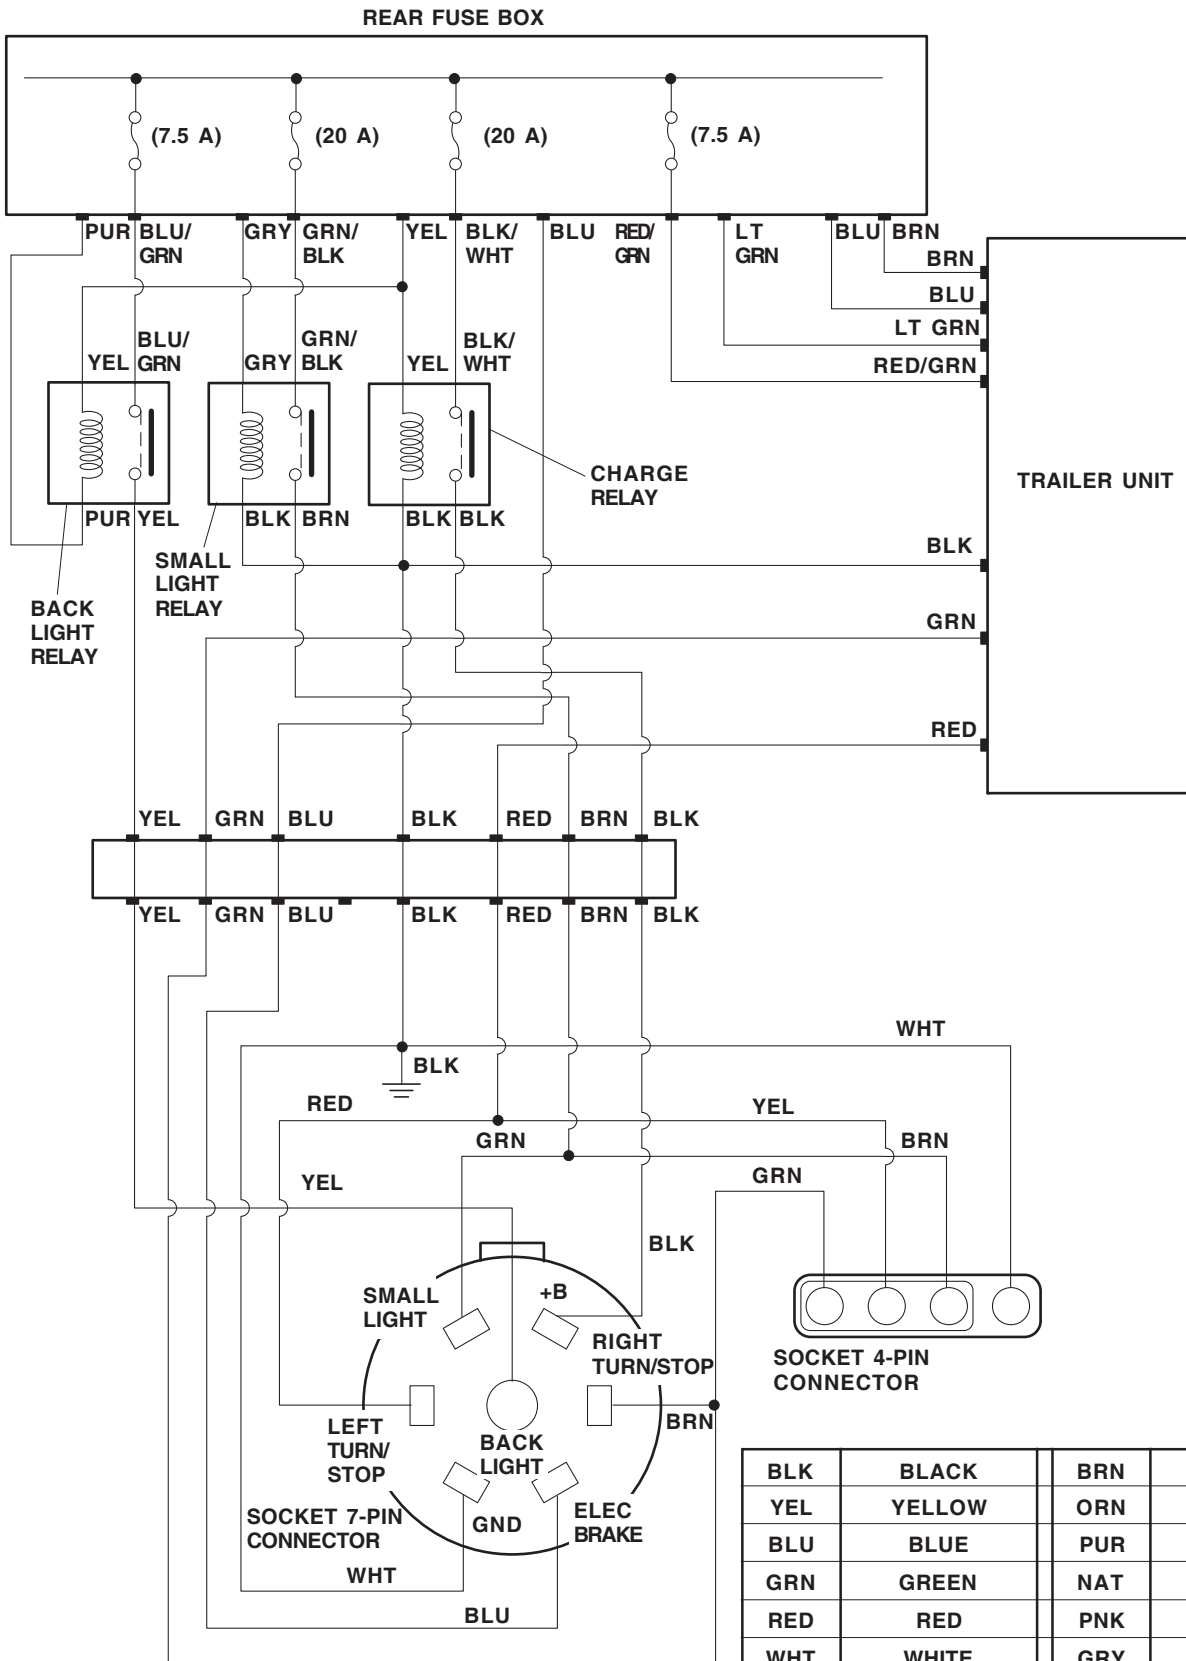 REAR FUSE BOX
(7.5 A) (20 A) (20 A) (7.5 A)
PUR BLU/ GRY GRN/ YEL BLK/ BLU RED/ LT BLU BRN
GRN BLK WHT GRN GRN
BRN
BLU
LT GRN
RED/GRN
BLU/ GRN/ BLK/
YEL GRN GRY BLK YEL WHT
CHARGE
RELAY
TRAILER UNIT
PUR YEL BLK BRN BLK BLK
BLK
SMALL
LIGHT
RELAY
BACK
LIGHT
RELAY
GRN
RED
YEL GRN BLU BLK RED BRN BLK
YEL GRN BLU BLK RED BRN BLK
WHT
BLK
RED
YEL
GRN
BRN
YEL
GRN
BLK
SMALL
LIGHT
+B
RIGHT
TURN/STOP
SOCKET 4-PIN
CONNECTOR
LEFT
TURN/
STOP
BACK
LIGHT
BRN
SOCKET 7-PIN
CONNECTOR
GND
ELEC
BRAKE
WHT
BLU
BLK BLACK BRN
YEL YELLOW ORN
BLU BLUE PUR
GRN GREEN NAT
RED RED PNK
WHT WHITE GRY